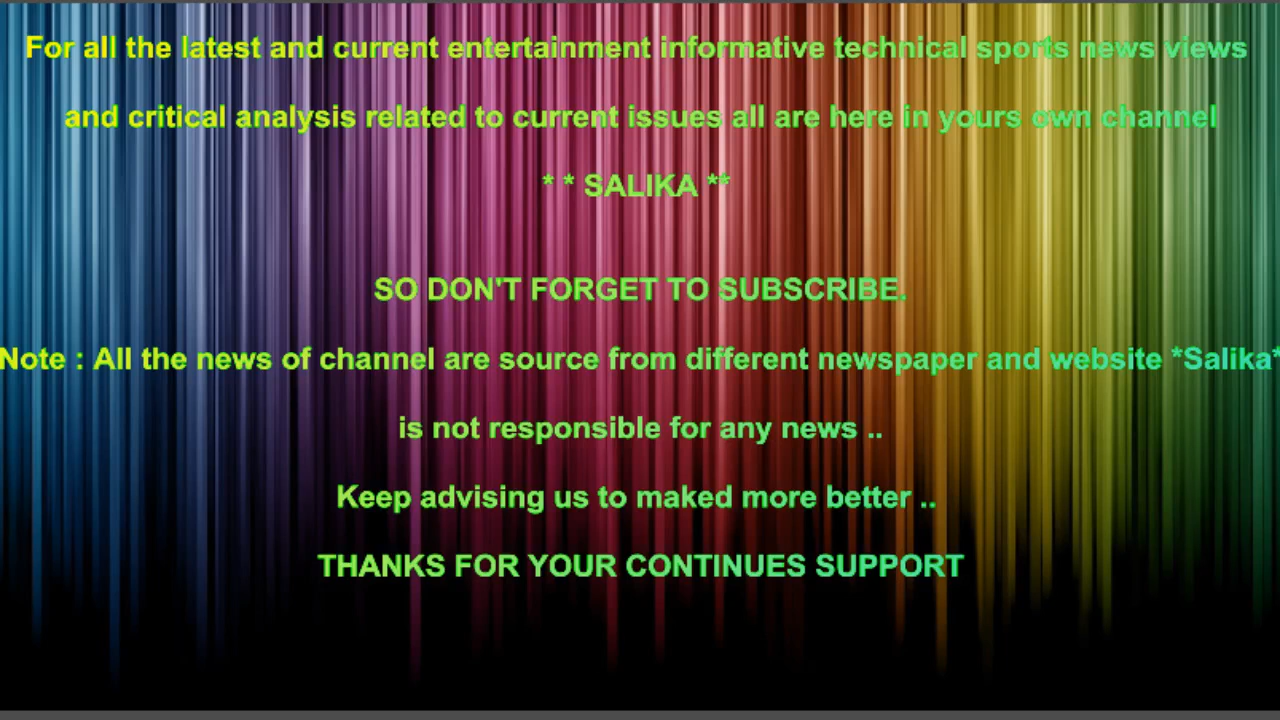 For all the latest and current entertainment informative technical sports news views
and critical analysis related to current issues all are here in yours own channel
* * SALIKA **
SO DON'T FORGET TO SUBSCRIBE.
Note : All the news of channel are source from different newspaper and website *Salika*
is not responsible for any news ..
Keep advising us to maked more better ..
THANKS FOR YOUR CONTINUES SUPPORT